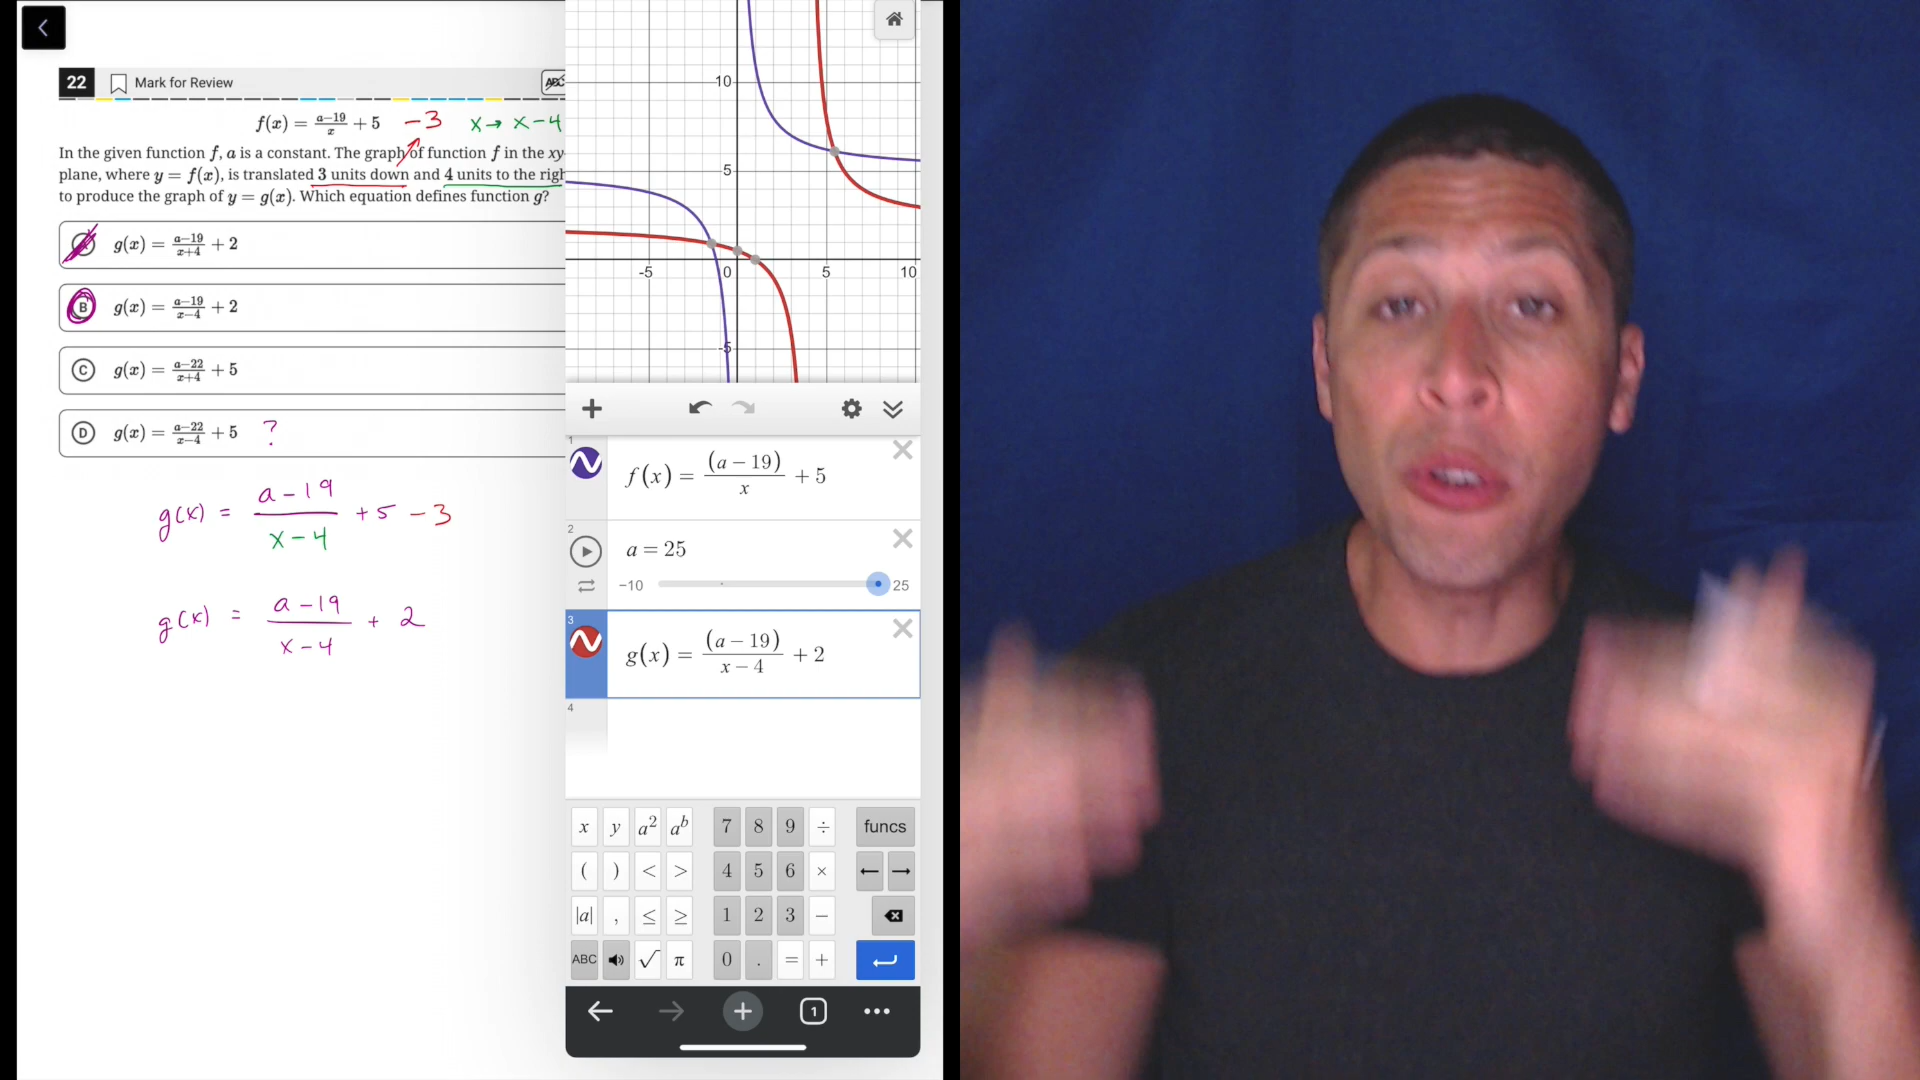 22 Mark for Review ABC
f(x) = a−19/x + 5 −3 x → x−4
In the given function f, a is a constant. The graph of function f in the xy-
plane, where y = f(x), is translated 3 units down and 4 units to the righ
to produce the graph of y = g(x). Which equation defines function g?
A g(x) = a−19/x+4 + 2
B g(x) = a−19/x−4 + 2
C g(x) = a−22/x+4 + 5
D g(x) = a−22/x−4 + 5 ?
g(x) = a−19/x−4 + 5 − 3
g(x) = a−19/x−4 + 2
10
5
-5 0 5 10
-5
1
f(x) = (a−19)/x + 5
2
a = 25
−10 25
3
g(x) = (a−19)/x−4 + 2
4
x y a² aᵇ 7 8 9 ÷ funcs
( ) < > 4 5 6 × ← →
|a| , ≤ ≥ 1 2 3 −
ABC √ π 0 . = +
1